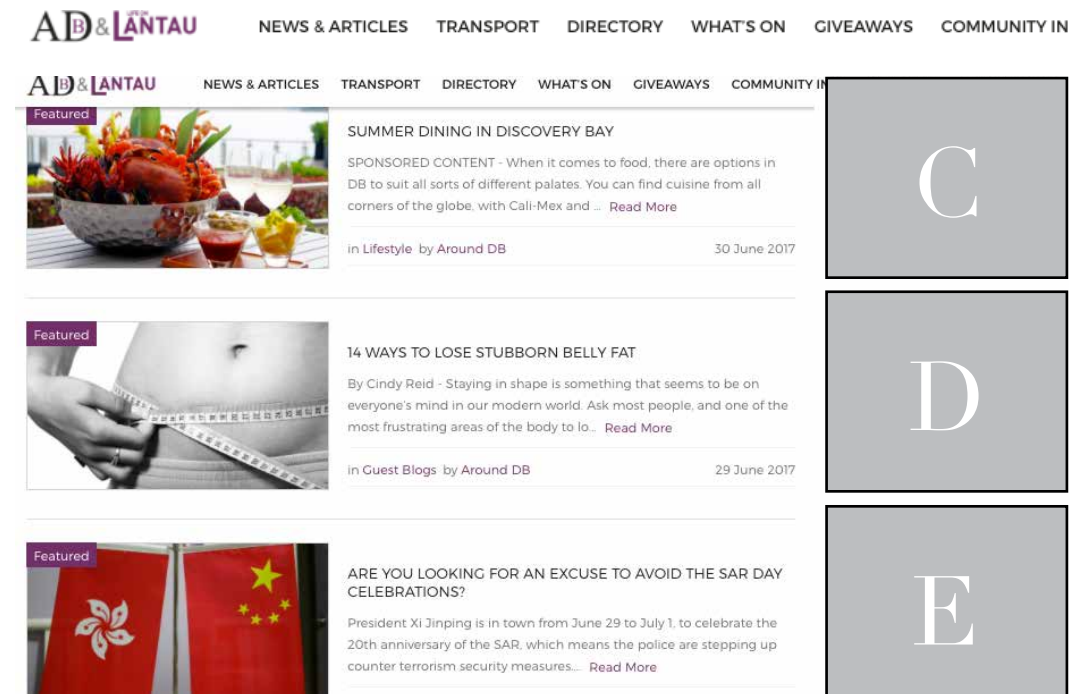 ADB & LIFE ON LANTAU NEWS & ARTICLES TRANSPORT DIRECTORY WHAT'S ON GIVEAWAYS COMMUNITY IN
ADB & LANTAU NEWS & ARTICLES TRANSPORT DIRECTORY WHAT'S ON GIVEAWAYS COMMUNITY IN
Featured
SUMMER DINING IN DISCOVERY BAY
SPONSORED CONTENT - When it comes to food, there are options in
DB to suit all sorts of different palates. You can find cuisine from all
corners of the globe, with Cali-Mex and ... Read More
in Lifestyle by Around DB 30 June 2017
C
Featured
14 WAYS TO LOSE STUBBORN BELLY FAT
By Cindy Reid - Staying in shape is something that seems to be on
everyone's mind in our modern world. Ask most people, and one of the
most frustrating areas of the body to lo... Read More
in Guest Blogs by Around DB 29 June 2017
D
Featured
ARE YOU LOOKING FOR AN EXCUSE TO AVOID THE SAR DAY
CELEBRATIONS?
President Xi Jinping is in town from June 29 to July 1, to celebrate the
20th anniversary of the SAR, which means the police are stepping up
counter terrorism security measures.... Read More
E